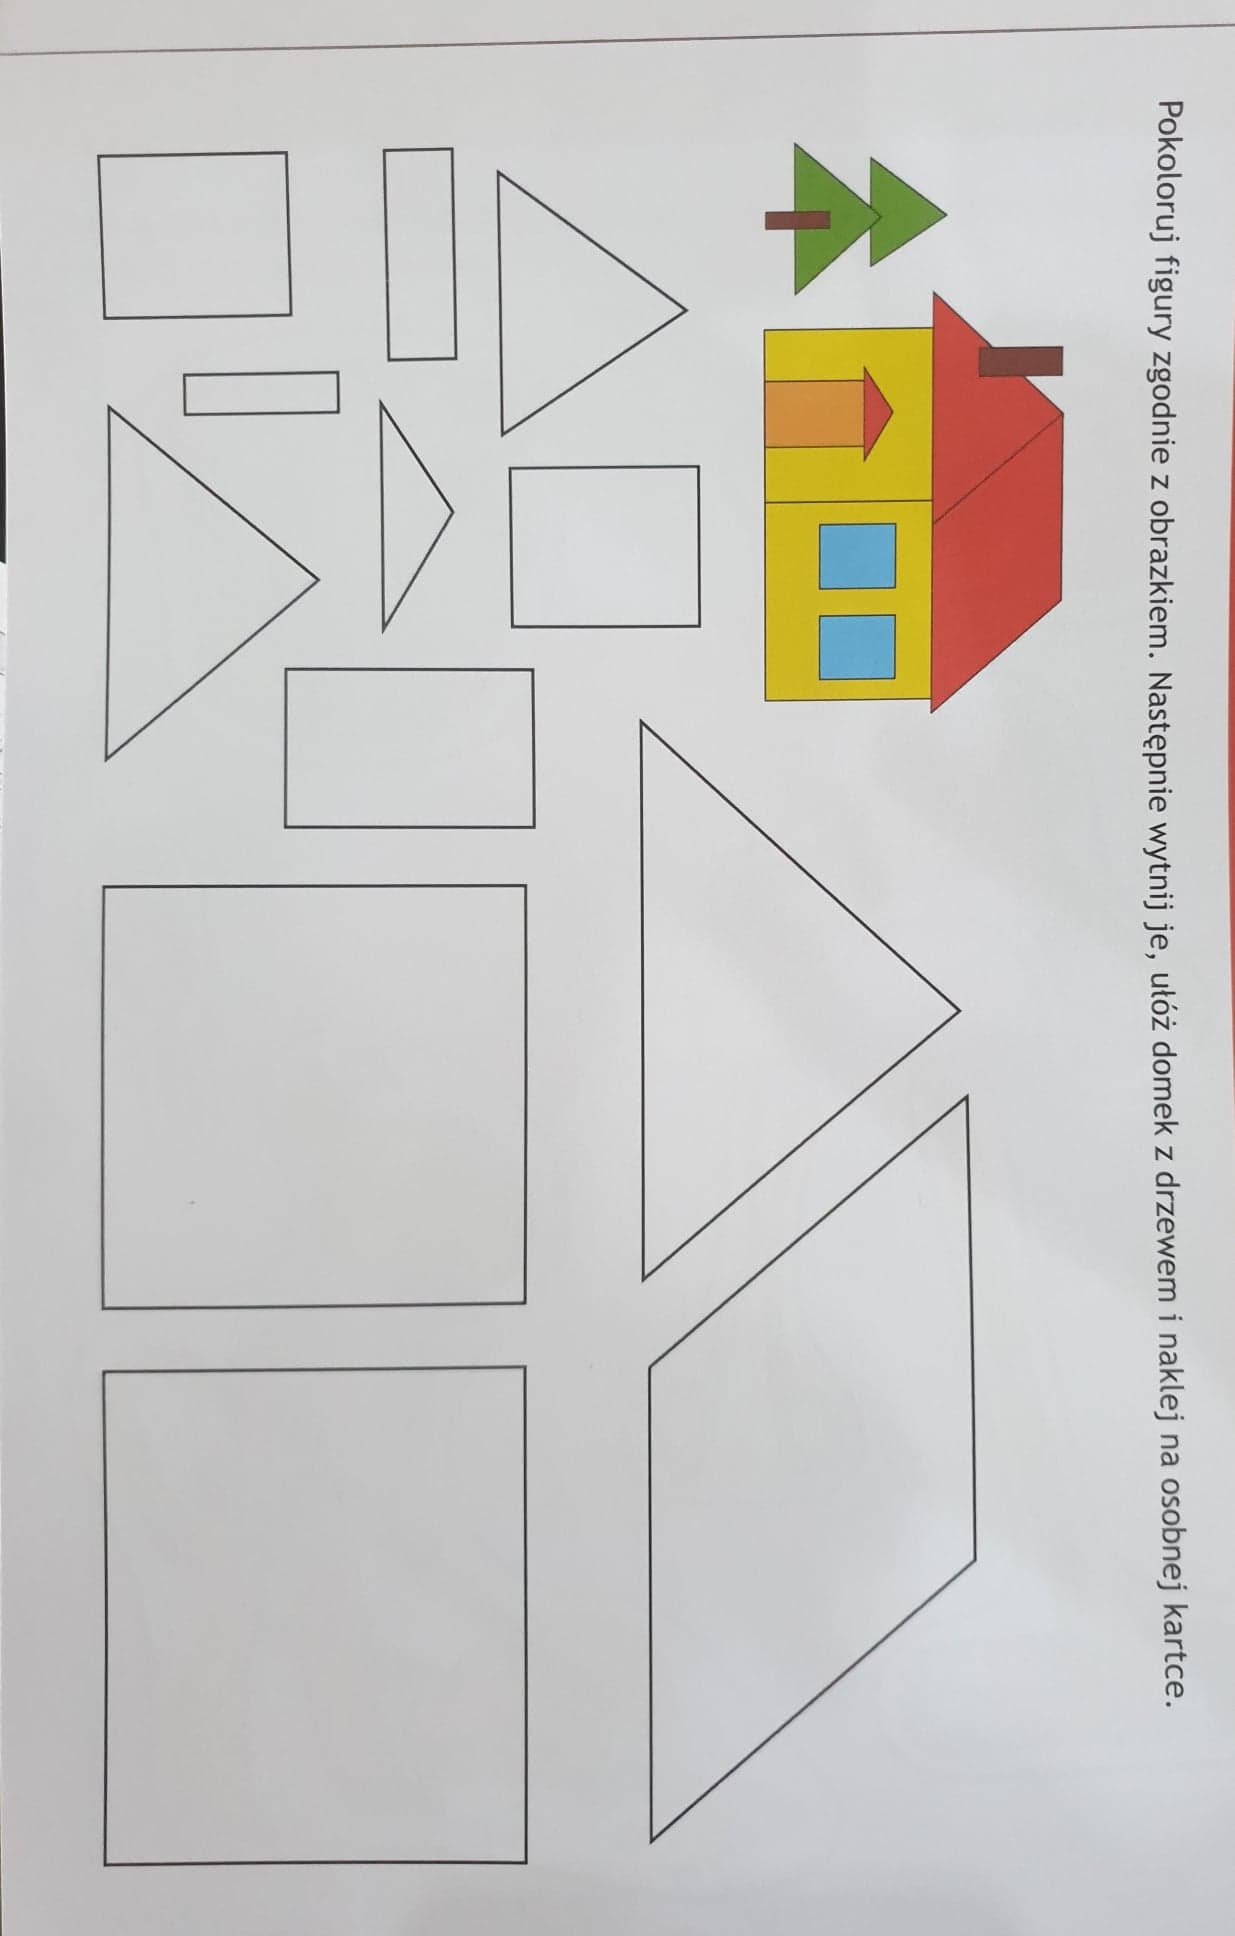 Pokoloruj figury zgodnie z obrazkiem. Następnie wytnij je, ułóż domek z drzewem i naklej na osobnej kartce.